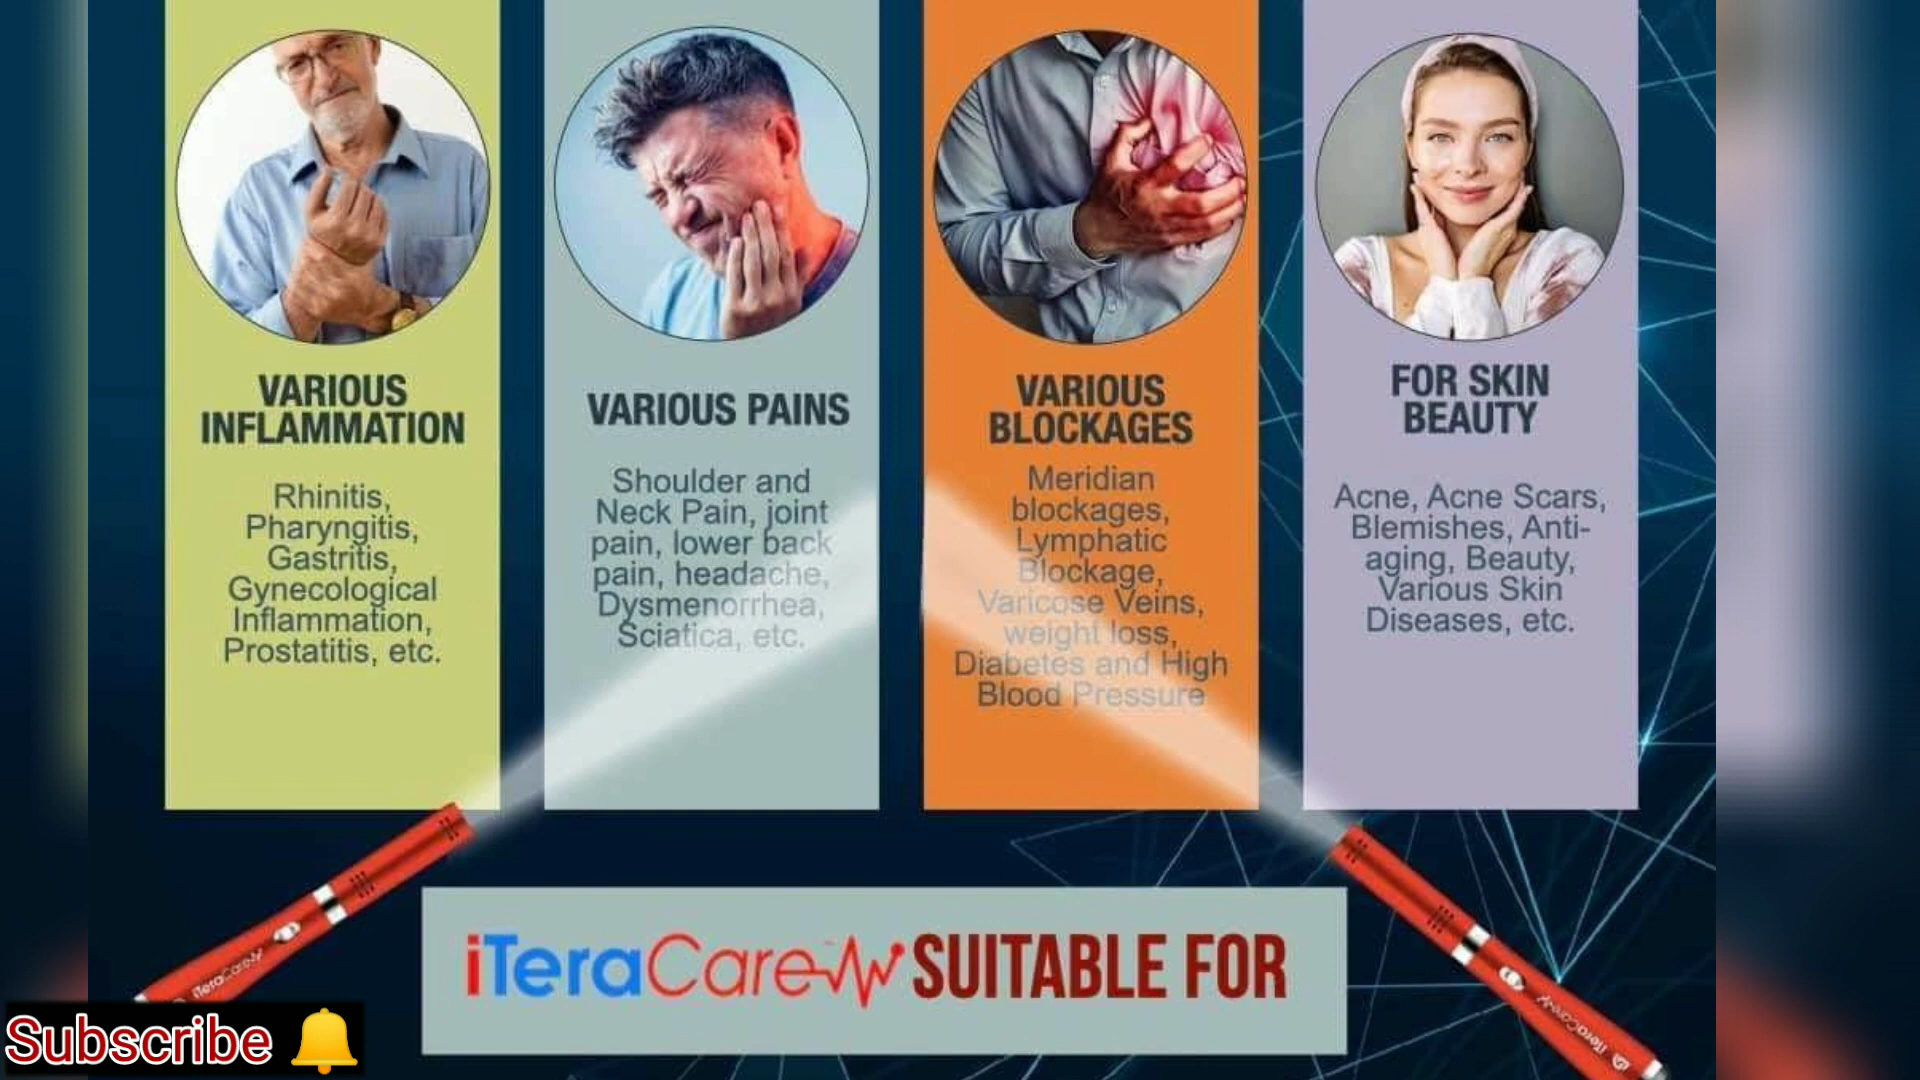 VARIOUS
INFLAMMATION
Rhinitis,
Pharyngitis,
Gastritis,
Gynecological
Inflammation,
Prostatitis, etc.
VARIOUS PAINS
Shoulder and
Neck Pain, joint
pain, lower back
pain, headache,
Dysmenorrhea,
Sciatica, etc.
VARIOUS
BLOCKAGES
Meridian
blockages,
Lymphatic
Blockage,
Varicose Veins,
weight loss,
Diabetes and High
Blood Pressure
FOR SKIN
BEAUTY
Acne, Acne Scars,
Blemishes, Anti-
aging, Beauty,
Various Skin
Diseases, etc.
iTeraCare
iTeraCare SUITABLE FOR
iTeraCare
Subscribe